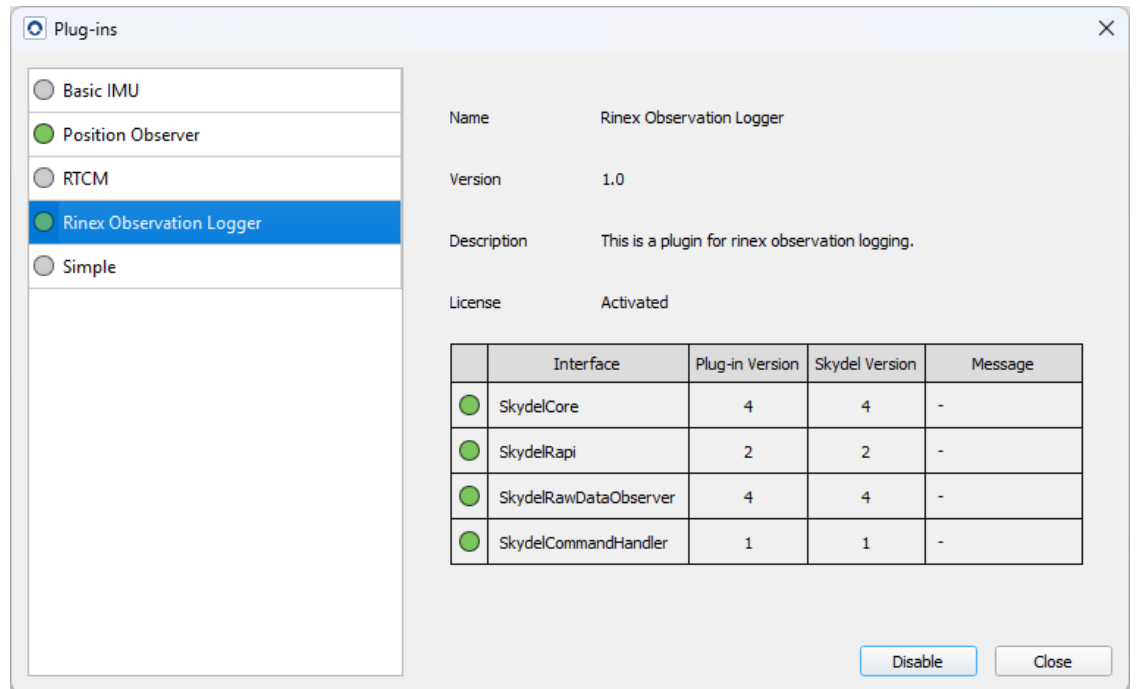 Plug-ins
Basic IMU
Position Observer
RTCM
Rinex Observation Logger
Simple
Name Rinex Observation Logger
Version 1.0
Description This is a plugin for rinex observation logging.
License Activated
Interface Plug-in Version Skydel Version Message
SkydelCore 4 4 -
SkydelRapi 2 2 -
SkydelRawDataObserver 4 4 -
SkydelCommandHandler 1 1 -
Disable Close